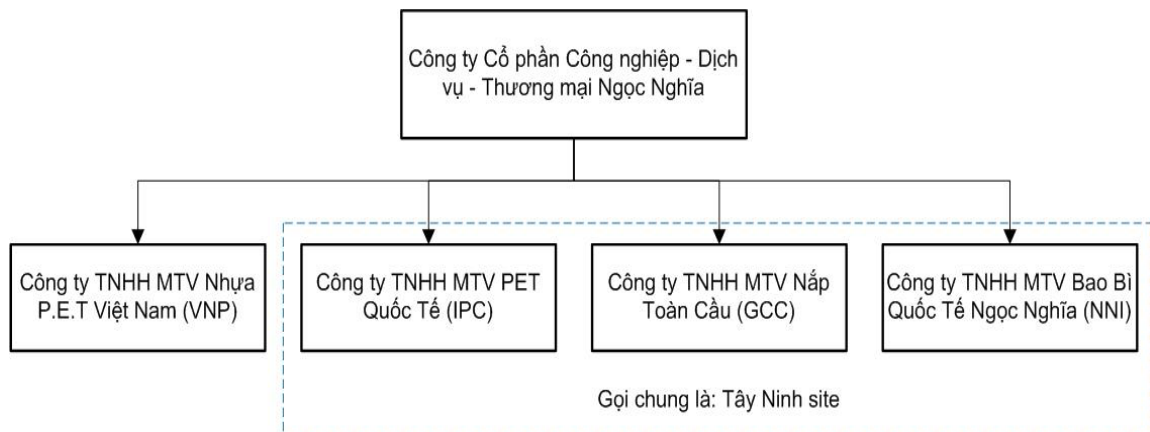 Công ty Cổ phần Công nghiệp - Dịch
vụ - Thương mại Ngọc Nghĩa
Công ty TNHH MTV Nhựa
P.E.T Việt Nam (VNP)
Công ty TNHH MTV PET
Quốc Tế (IPC)
Công ty TNHH MTV Nắp
Toàn Cầu (GCC)
Công ty TNHH MTV Bao Bì
Quốc Tế Ngọc Nghĩa (NNI)
Gọi chung là: Tây Ninh site